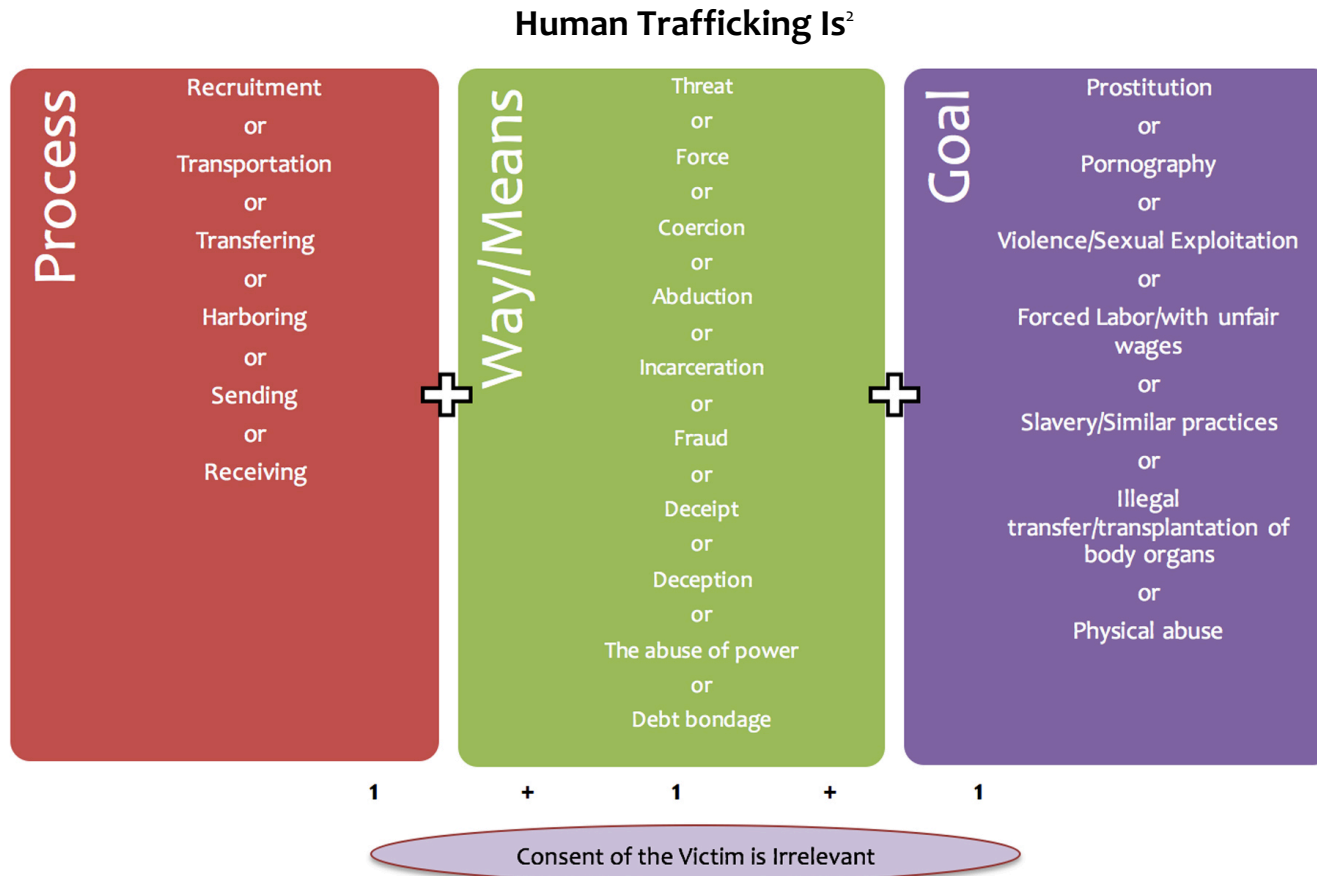 Human Trafficking Is²
Process
Recruitment
or
Transportation
or
Transfering
or
Harboring
or
Sending
or
Receiving
Way/Means
Threat
or
Force
or
Coercion
or
Abduction
or
Incarceration
or
Fraud
or
Deceipt
or
Deception
or
The abuse of power
or
Debt bondage
Goal
Prostitution
or
Pornography
or
Violence/Sexual Exploitation
or
Forced Labor/with unfair
wages
or
Slavery/Similar practices
or
Illegal
transfer/transplantation of
body organs
or
Physical abuse
1 + 1 + 1
Consent of the Victim is Irrelevant